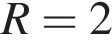 R = 2